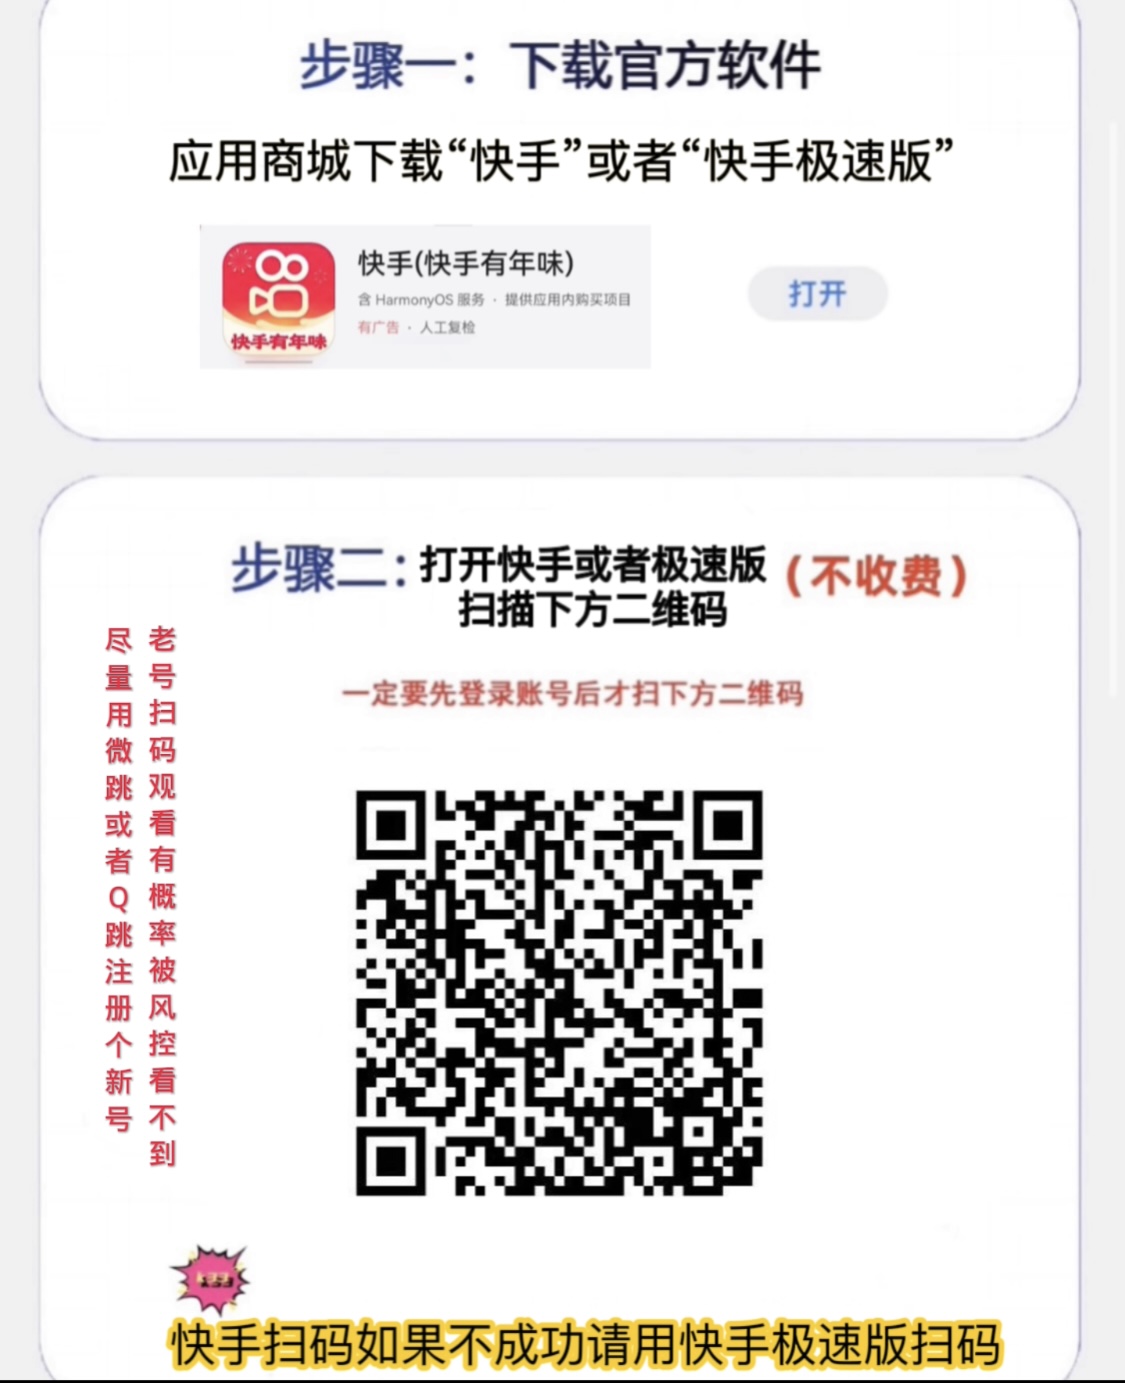 步骤一：下载官方软件
应用商城下载“快手”或者“快手极速版”
快手(快手有年味)
含 HarmonyOS 服务 · 提供应用内购买项目
有广告 · 人工复检
快手有年味
打开
步骤二：打开快手或者极速版（不收费）
扫描下方二维码
一定要先登录账号后才扫下方二维码
老号扫码观看有概率被风控看不到
尽量用微跳或者Q跳注册个新号
快手扫码如果不成功请用快手极速版扫码